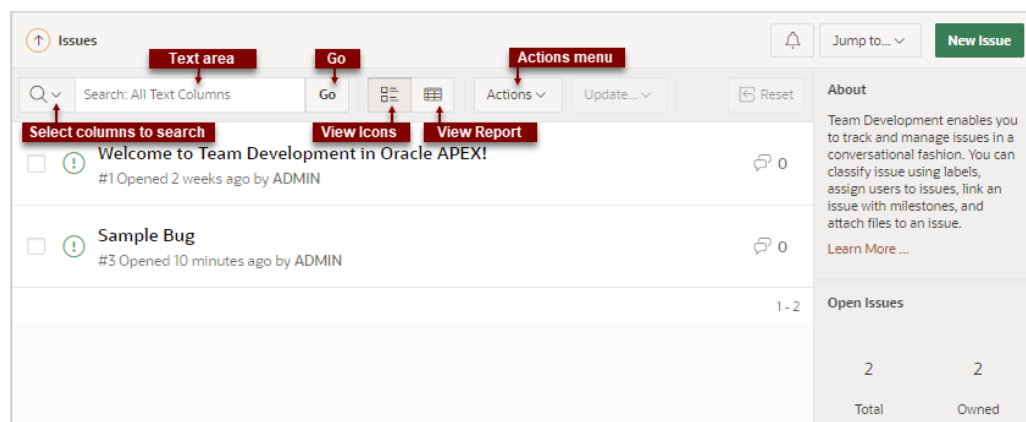 Issues
Jump to...
New Issue
Text area
Go
Actions menu
Search: All Text Columns
Go
Actions
Update...
Reset
Select columns to search
View Icons
View Report
Welcome to Team Development in Oracle APEX!
#1 Opened 2 weeks ago by ADMIN
0
Sample Bug
#3 Opened 10 minutes ago by ADMIN
0
1 - 2
About
Team Development enables you
to track and manage issues in a
conversational fashion. You can
classify issue using labels,
assign users to issues, link an
issue with milestones, and
attach files to an issue.
Learn More ...
Open Issues
2
2
Total
Owned